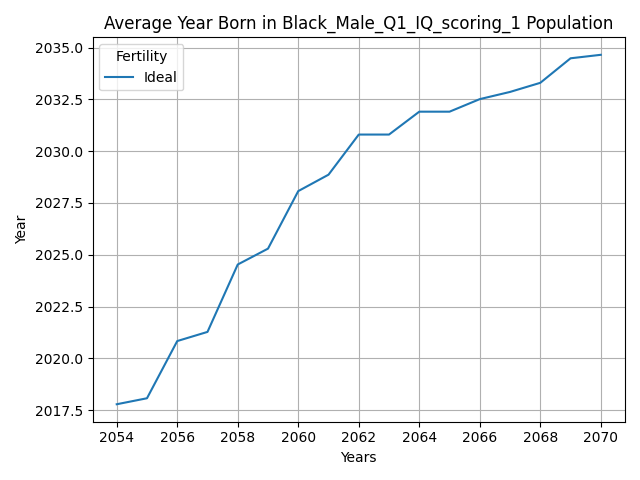 Average Year Born in Black_Male_Q1_IQ_scoring_1 Population
Fertility
Ideal
2035.0
2032.5
2030.0
2027.5
2025.0
2022.5
2020.0
2017.5
Year
2054 2056 2058 2060 2062 2064 2066 2068 2070
Years